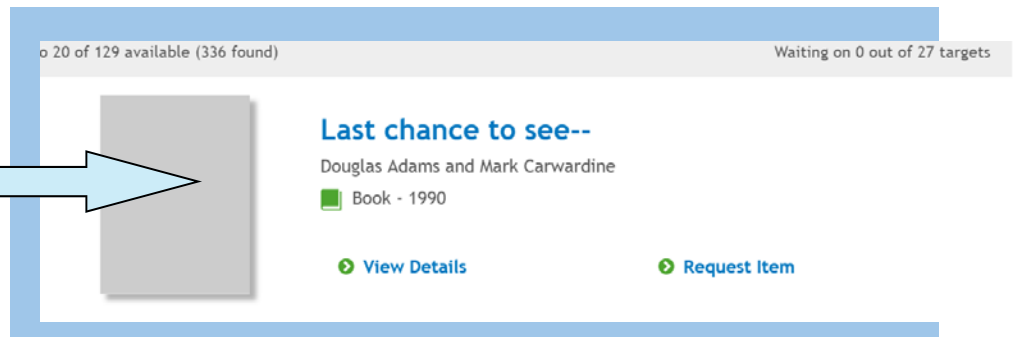 o 20 of 129 available (336 found) Waiting on 0 out of 27 targets
Last chance to see--
Douglas Adams and Mark Carwardine
Book - 1990
View Details Request Item